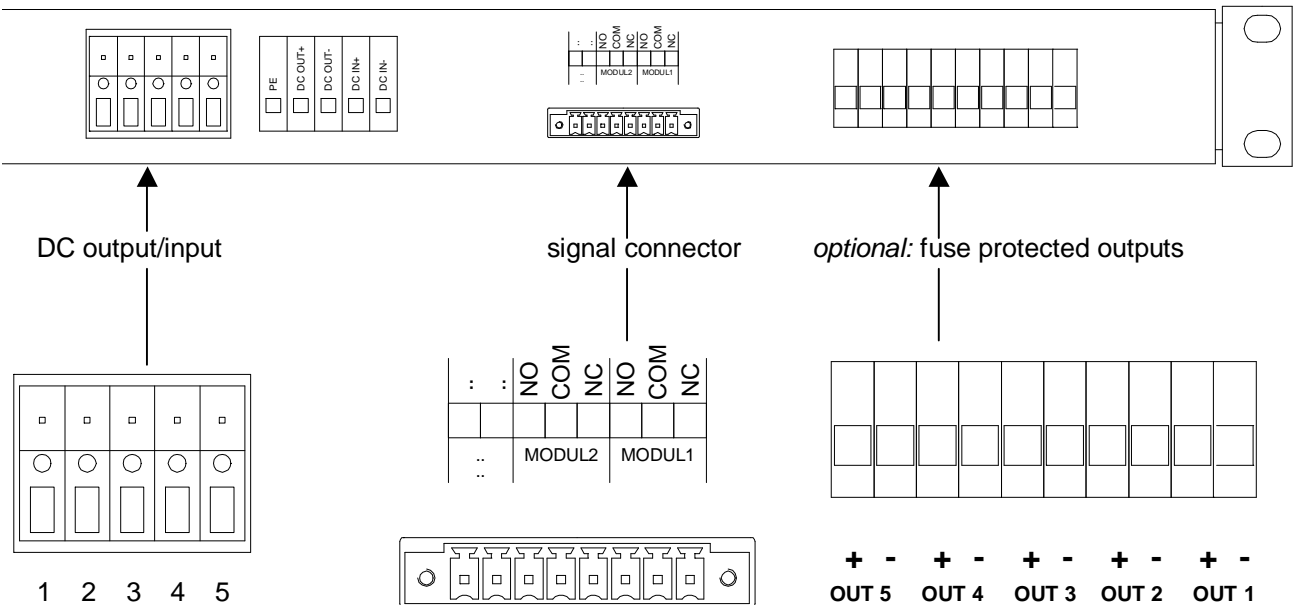 PE
DC OUT+
DC OUT-
DC IN+
DC IN-
: : NO COM NC NO COM NC
.. MODUL2 MODUL1
..
DC output/input
signal connector
optional: fuse protected outputs
: : NO COM NC NO COM NC
.. MODUL2 MODUL1
..
1 2 3 4 5
+ - + - + - + - + -
OUT 5 OUT 4 OUT 3 OUT 2 OUT 1